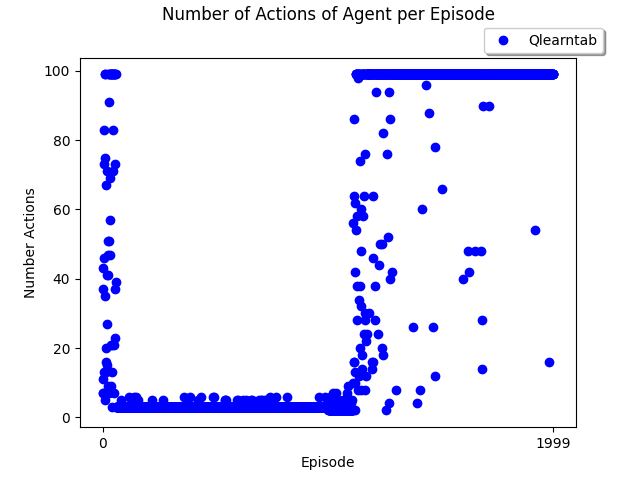 Number of Actions of Agent per Episode
Qlearntab
100
80
60
40
20
0
Number Actions
0 1999
Episode